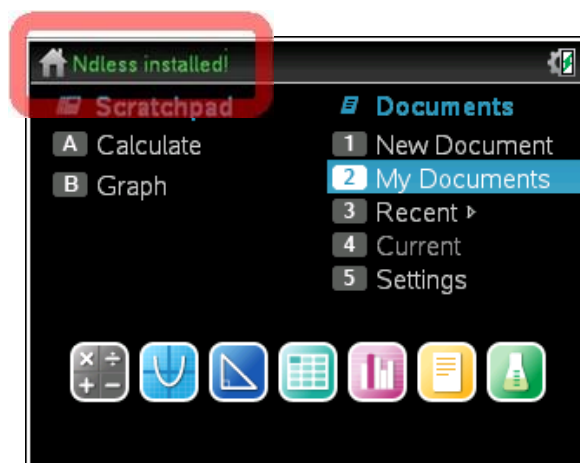 Ndless installed!
Scratchpad
A Calculate
B Graph
Documents
1 New Document
2 My Documents
3 Recent ▹
4 Current
5 Settings